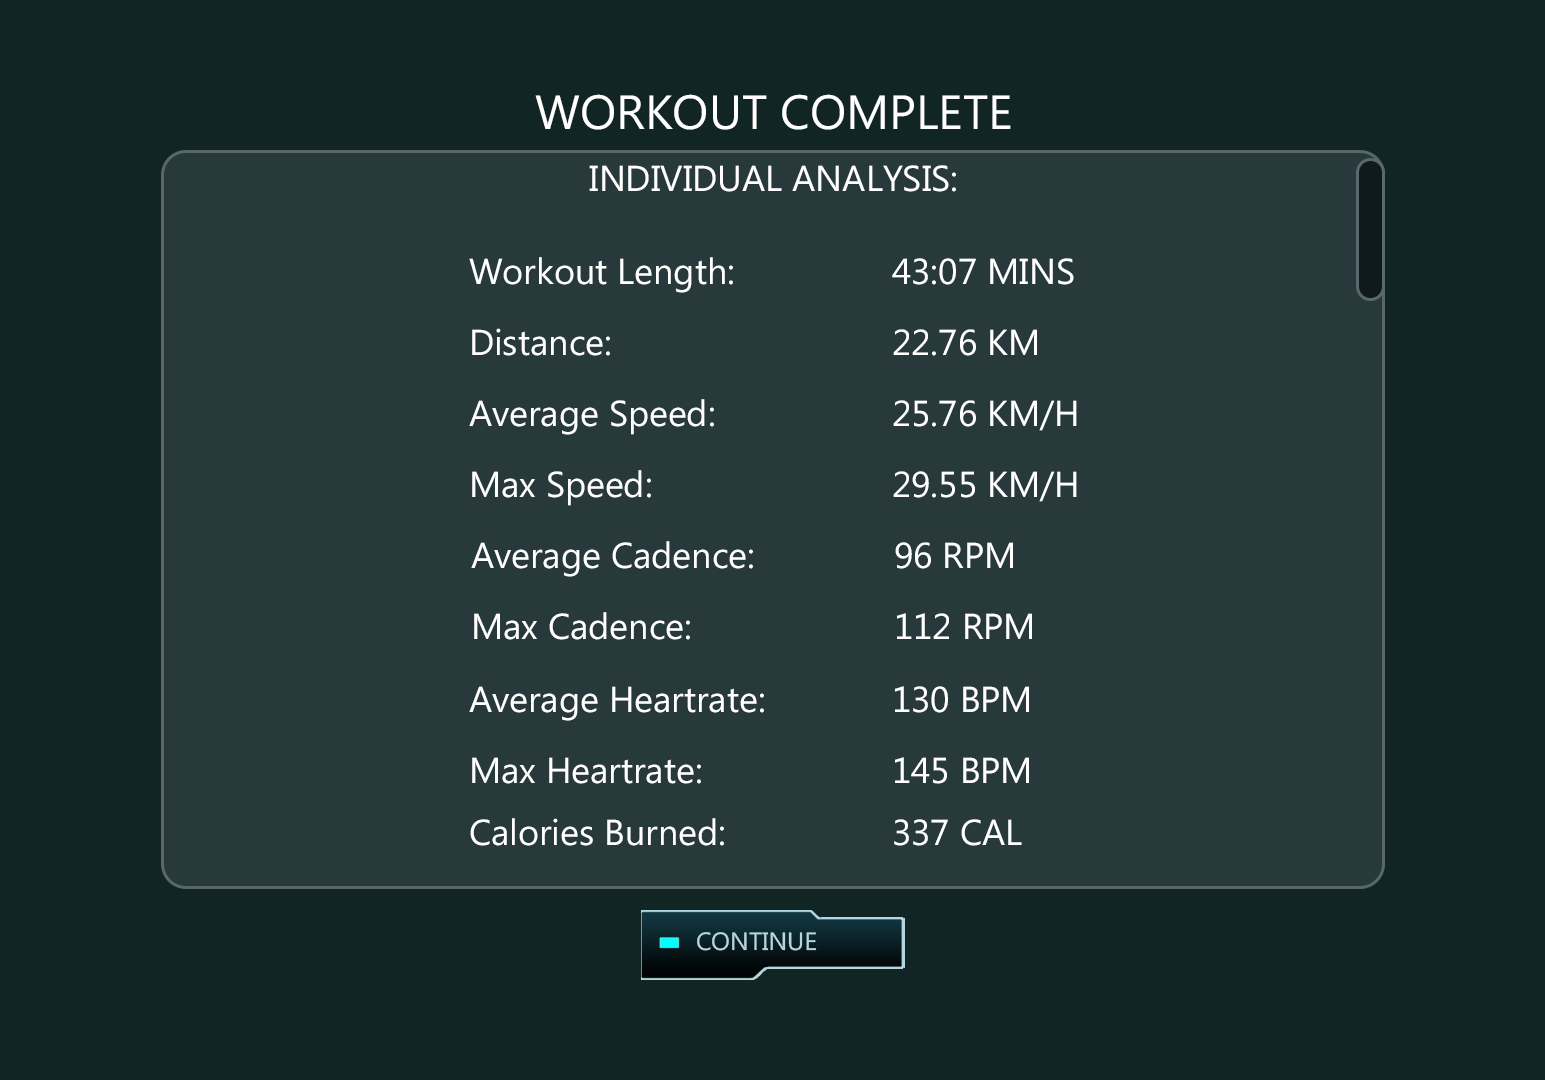 WORKOUT COMPLETE
INDIVIDUAL ANALYSIS:
Workout Length: 43:07 MINS
Distance: 22.76 KM
Average Speed: 25.76 KM/H
Max Speed: 29.55 KM/H
Average Cadence: 96 RPM
Max Cadence: 112 RPM
Average Heartrate: 130 BPM
Max Heartrate: 145 BPM
Calories Burned: 337 CAL
CONTINUE